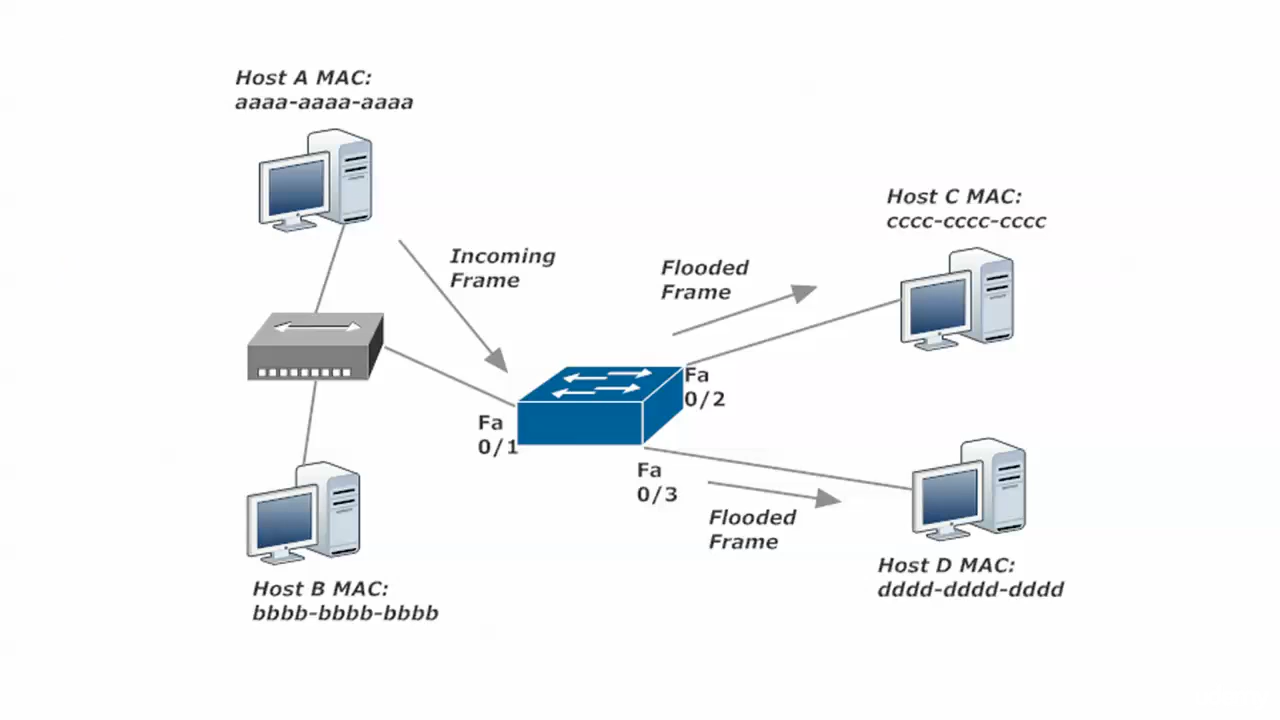 Host A MAC:
aaaa-aaaa-aaaa
Incoming
Frame
Flooded
Frame
Host C MAC:
cccc-cccc-cccc
Fa
0/2
Fa
0/1
Fa
0/3
Flooded
Frame
Host D MAC:
dddd-dddd-dddd
Host B MAC:
bbbb-bbbb-bbbb